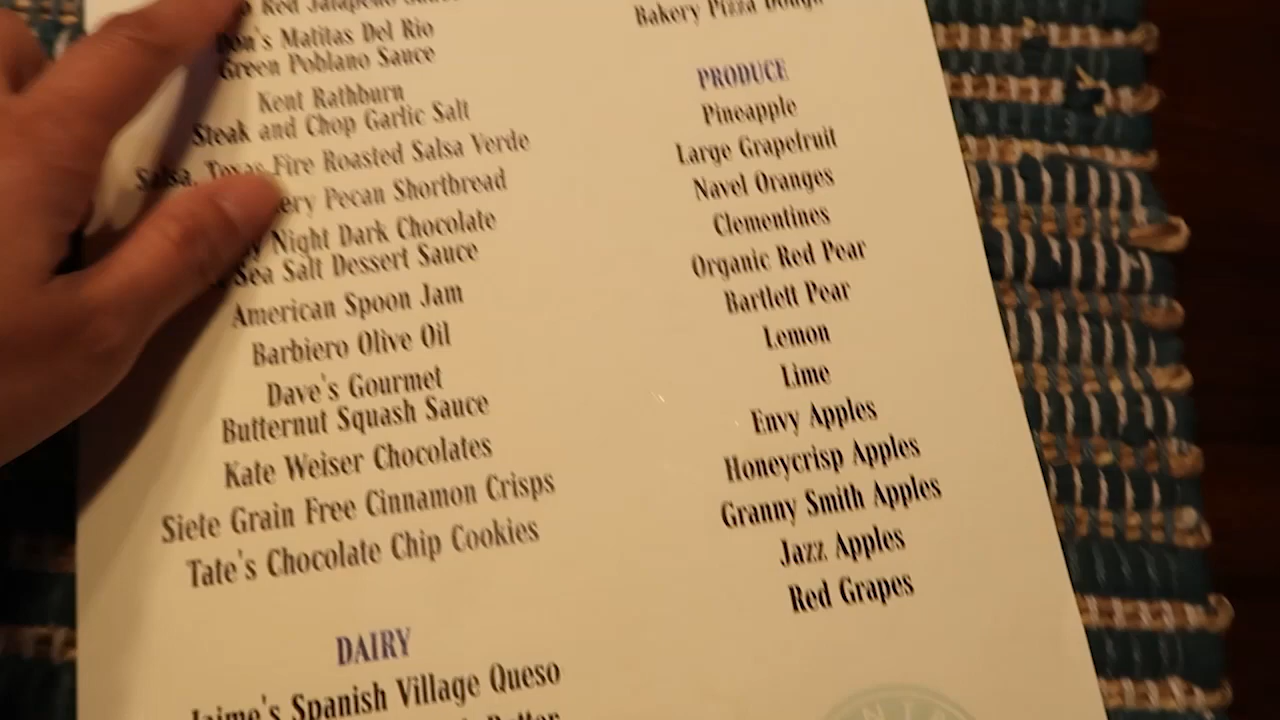 Red Jalapeño Sauce
Don's Matitas Del Rio
Green Poblano Sauce
Kent Rathburn
Steak and Chop Garlic Salt
Salsa, Texas Fire Roasted Salsa Verde
Pecan Shortbread
Night Dark Chocolate
Sea Salt Dessert Sauce
American Spoon Jam
Barbiero Olive Oil
Dave's Gourmet
Butternut Squash Sauce
Kate Weiser Chocolates
Siete Grain Free Cinnamon Crisps
Tate's Chocolate Chip Cookies
DAIRY
Jaime's Spanish Village Queso
Butter
Bakery Pizza Dough
PRODUCE
Pineapple
Large Grapefruit
Navel Oranges
Clementines
Organic Red Pear
Bartlett Pear
Lemon
Lime
Envy Apples
Honeycrisp Apples
Granny Smith Apples
Jazz Apples
Red Grapes